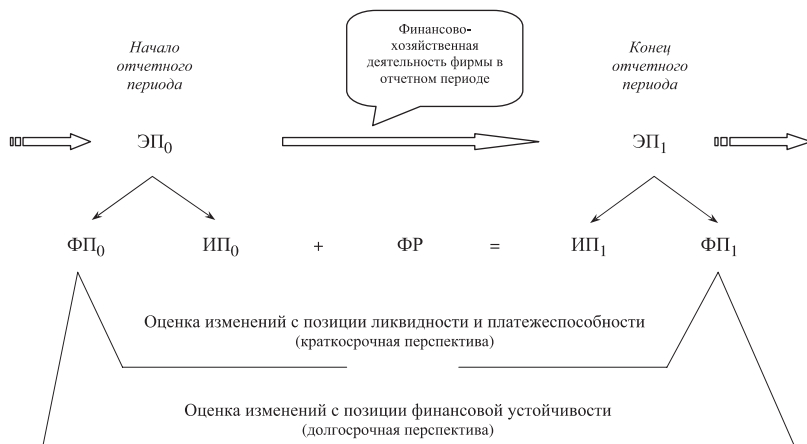 Начало
отчетного
периода
Финансово-
хозяйственная
деятельность фирмы в
отчетном периоде
Конец
отчетного
периода
ЭП0
ЭП1
ФП0 ИП0 + ФР = ИП1 ФП1
Оценка изменений с позиции ликвидности и платежеспособности
(краткосрочная перспектива)
Оценка изменений с позиции финансовой устойчивости
(долгосрочная перспектива)